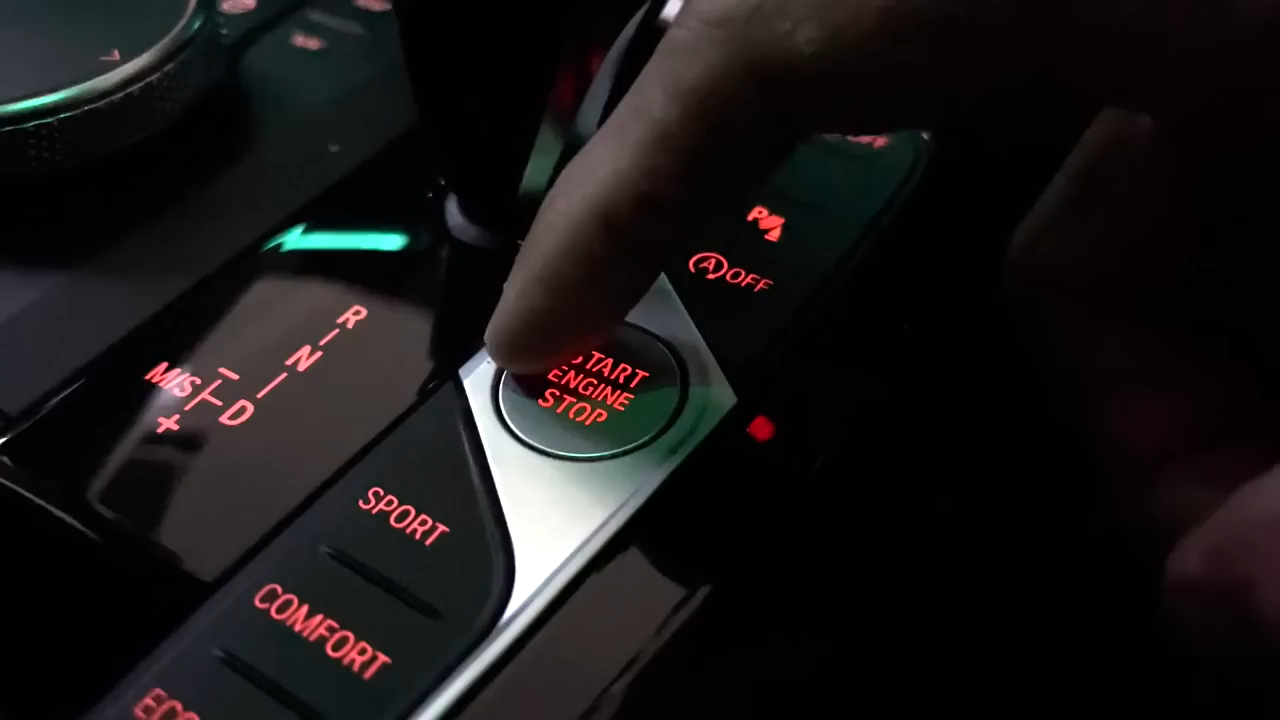 P
A OFF
R
N
M/S
D
START
ENGINE
STOP
SPORT
COMFORT